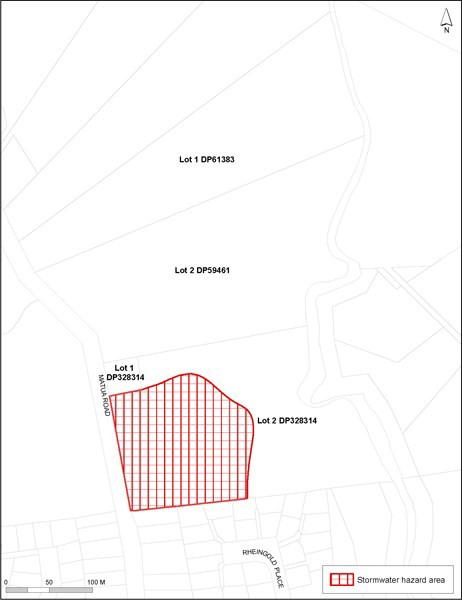 N
Lot 1 DP61383
Lot 2 DP59461
Lot 1
DP328314
MATUA ROAD
Lot 2 DP328314
RHEINGOLD PLACE
0 50 100 M
Stormwater hazard area